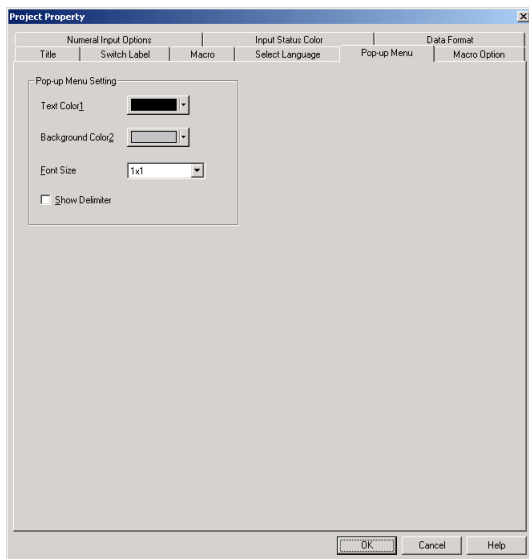 Project Property
Numeral Input Options
Input Status Color
Data Format
Title
Switch Label
Macro
Select Language
Pop-up Menu
Macro Option
Pop-up Menu Setting
Text Color1
Background Color2
Font Size
1x1
Show Delimiter
OK
Cancel
Help